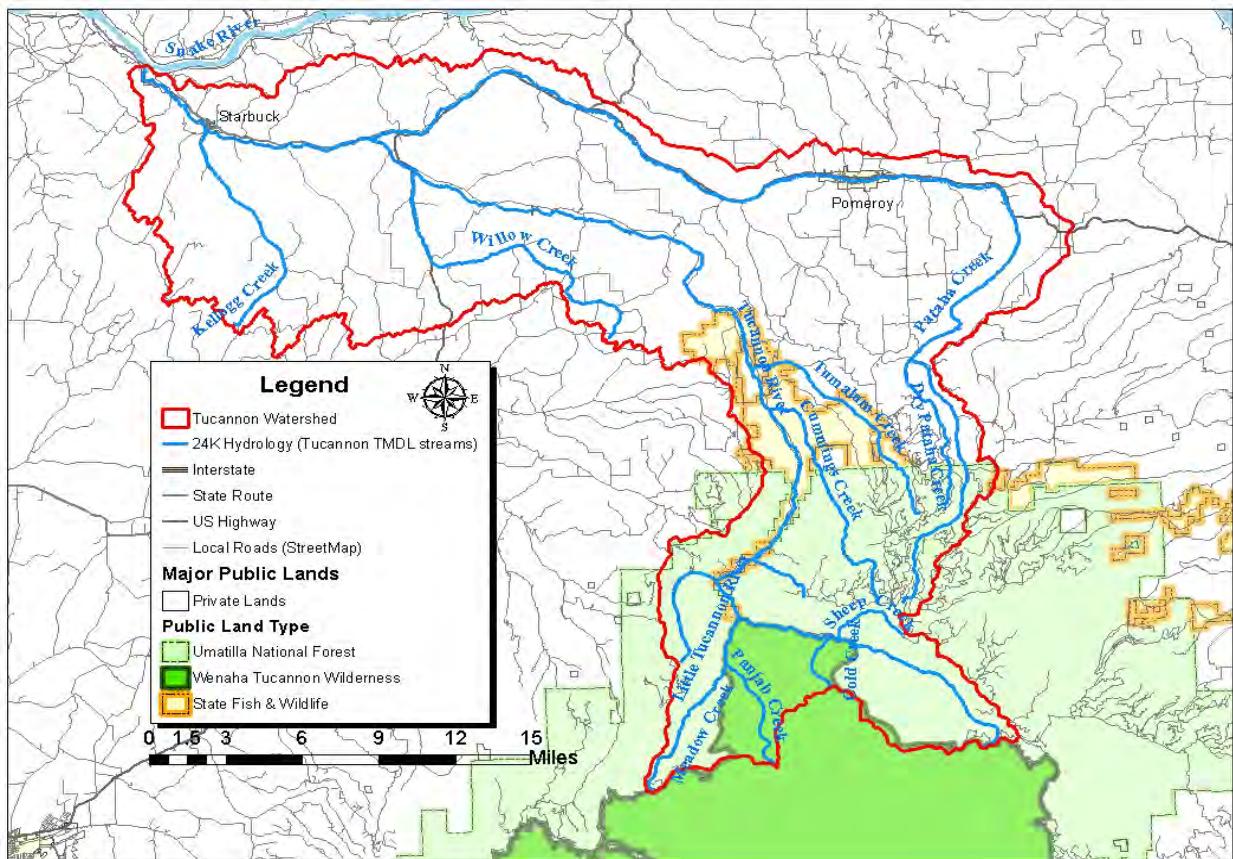 Snake River
Starbuck
Pomeroy
Willow Creek
Kellogg Creek
Pataha Creek
Tucannon River
Tumalum Creek
Dry Pataha Creek
Cummings Creek
Legend
N
W E
S
Tucannon Watershed
24K Hydrology (Tucannon TMDL streams)
Interstate
State Route
US Highway
Local Roads (StreetMap)
Major Public Lands
Private Lands
Public Land Type
Umatilla National Forest
Wenaha Tucannon Wilderness
State Fish & Wildlife
Little Tucannon River
Sheep Creek
Cold Creek
Panjab Creek
Meadow Creek
0 1.5 3 6 9 12 15
Miles